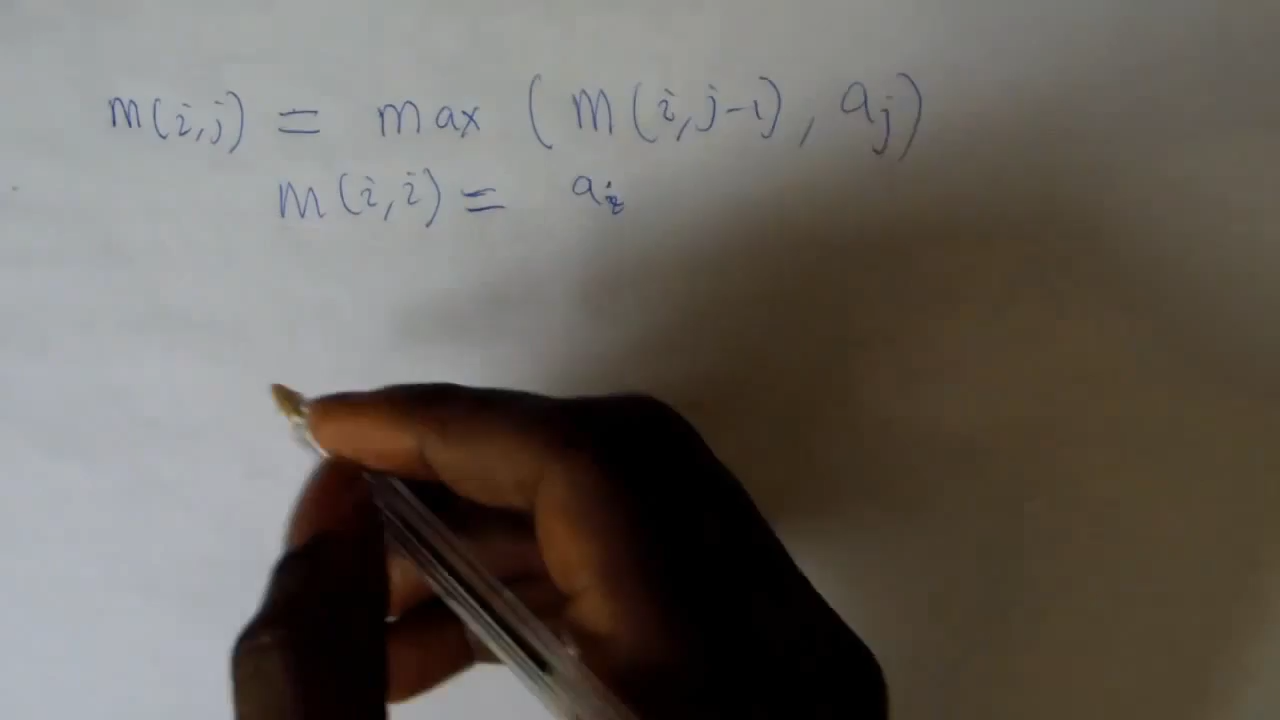 m(i,j) = max (m(i,j-1), aj)
m(i,i) = ai